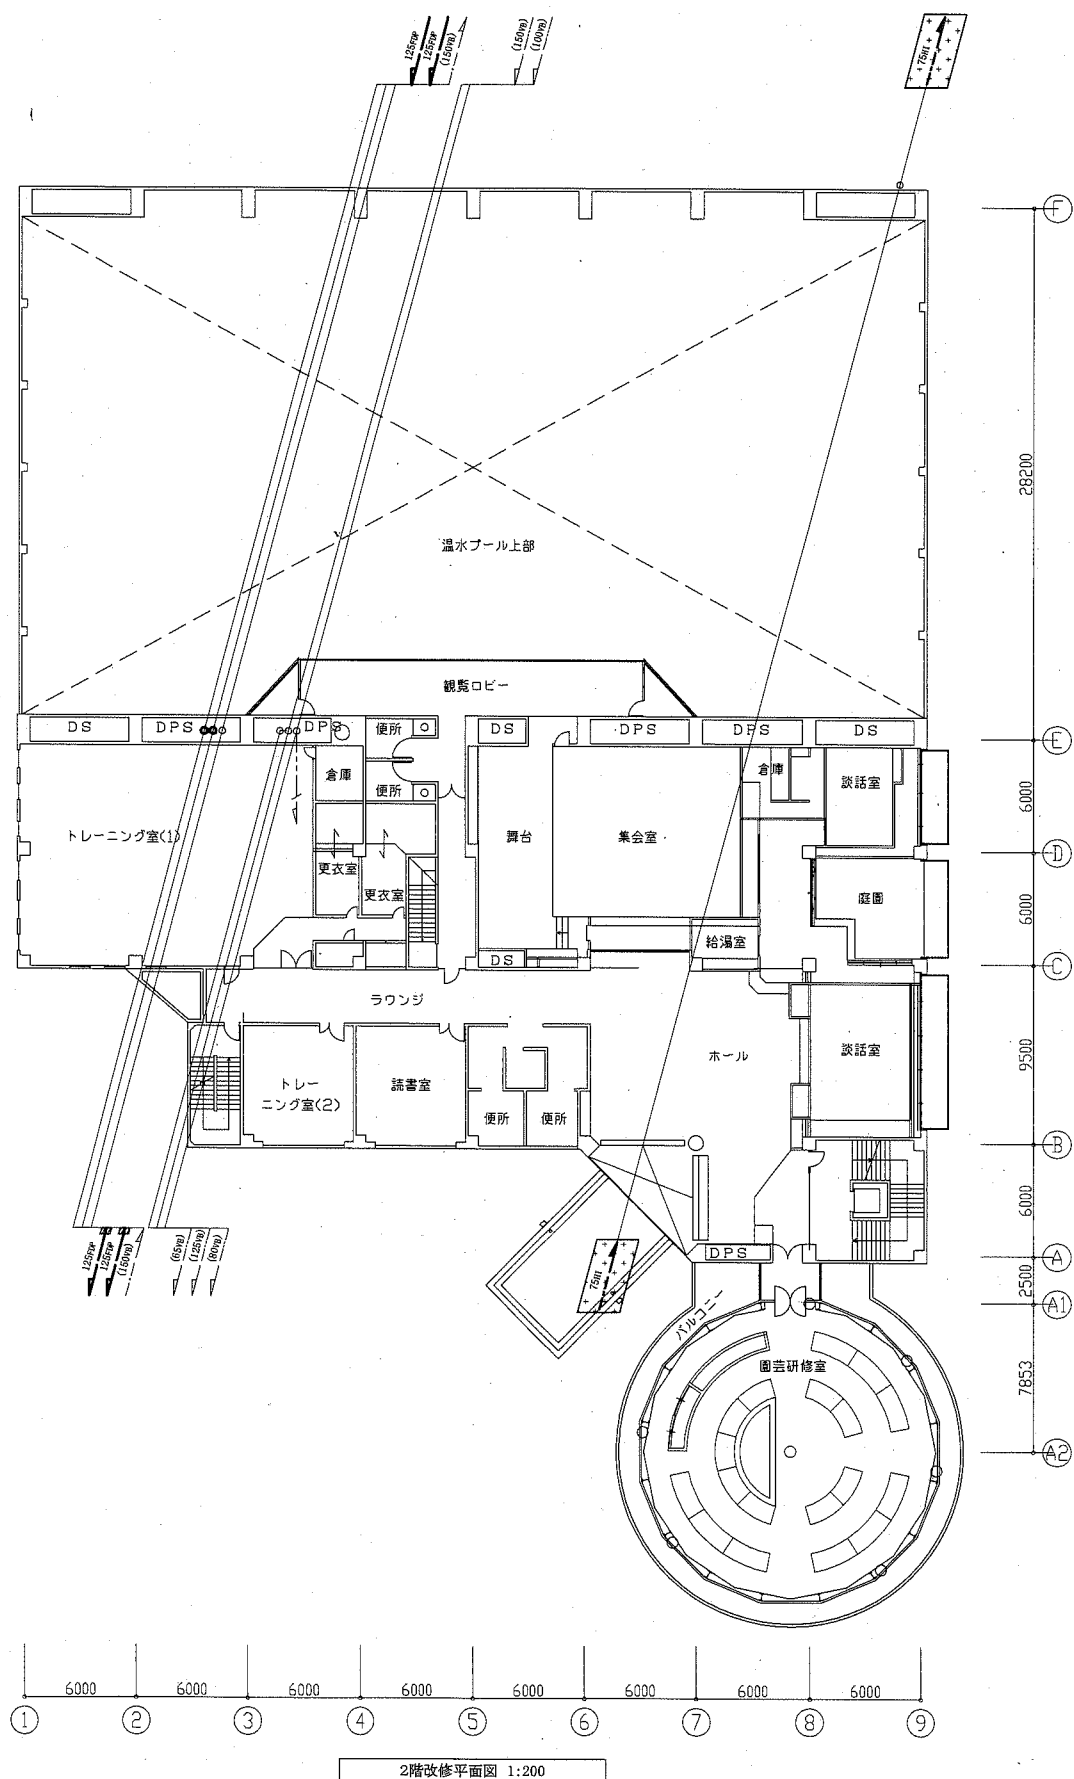 125FDP
125FDP
(150VB)
(150VB)
(100VB)
75HI
F
28200
温水プール上部
観覧ロビー
DS
DPS
DPS
便所
DS
DPS
DPS
DS
E
倉庫
便所
倉庫
談話室
6000
トレーニング室(1)
舞台
集会室
D
更衣室
更衣室
庭園
6000
給湯室
DS
C
ラウンジ
ホール
談話室
9500
トレー
ニング室(2)
読書室
便所
便所
B
6000
125FDP
125FDP
(150VB)
(65VB)
(125VB)
(80VB)
75HI
DPS
A
2500
A1
バルコニー
園芸研修室
7853
A2
6000
6000
6000
6000
6000
6000
6000
6000
1
2
3
4
5
6
7
8
9
2階改修平面図 1:200